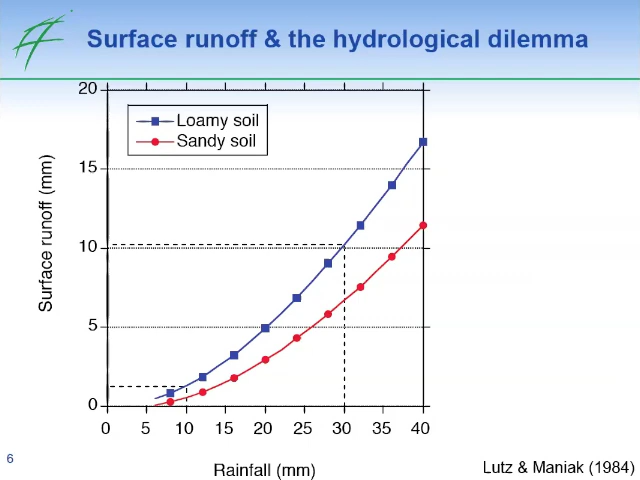 Surface runoff & the hydrological dilemma
20
Loamy soil
Sandy soil
15
10
5
0
Surface runoff (mm)
0 5 10 15 20 25 30 35 40
Rainfall (mm)
6
Lutz & Maniak (1984)